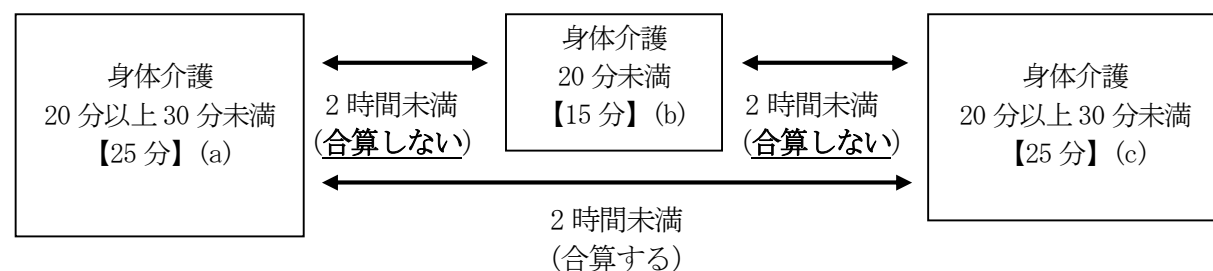 身体介護
20分以上30分未満
【25分】(a)
2時間未満
(合算しない)
身体介護
20分未満
【15分】(b)
2時間未満
(合算しない)
身体介護
20分以上30分未満
【25分】(c)
2時間未満
(合算する)